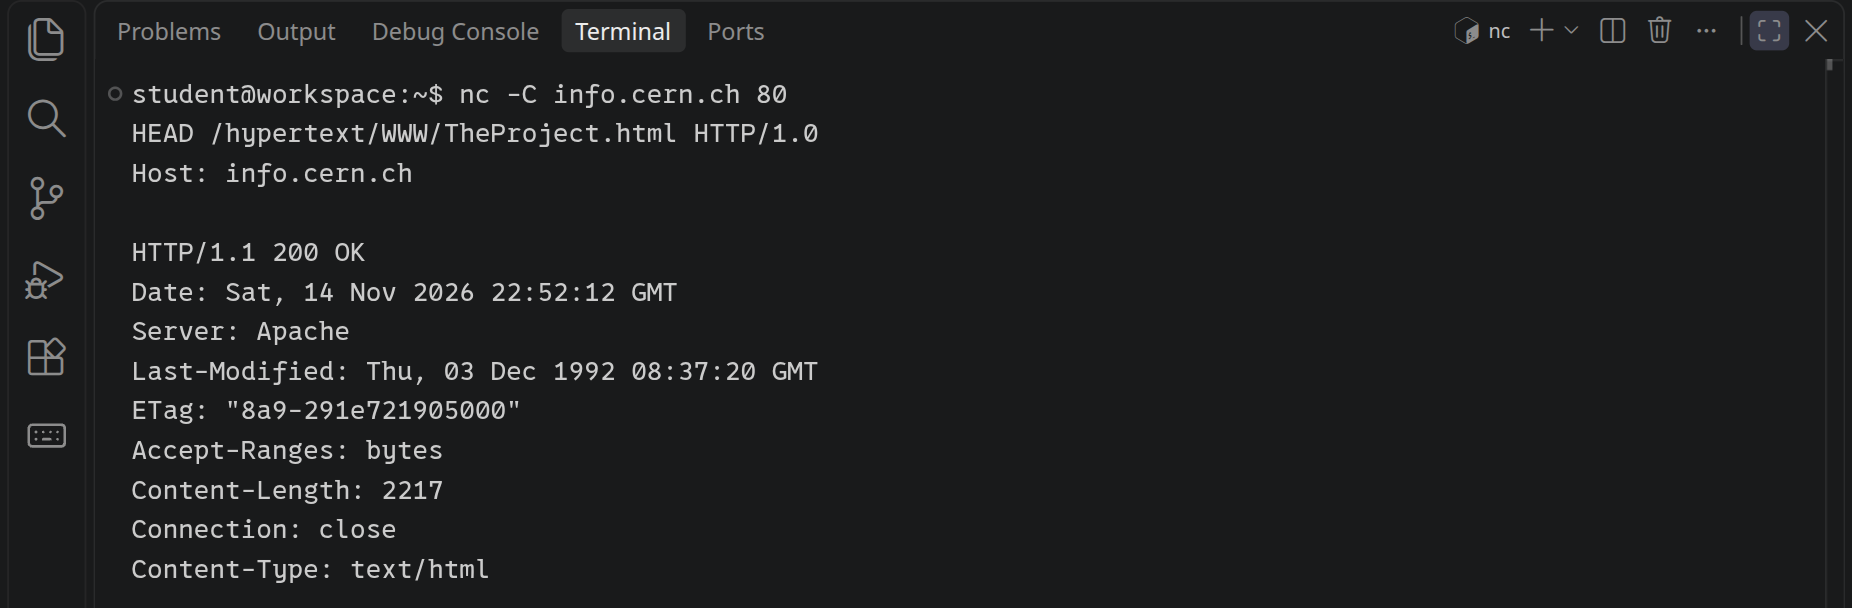 Problems Output Debug Console Terminal Ports nc
student@workspace:~$ nc -C info.cern.ch 80
HEAD /hypertext/WWW/TheProject.html HTTP/1.0
Host: info.cern.ch
HTTP/1.1 200 OK
Date: Sat, 14 Nov 2026 22:52:12 GMT
Server: Apache
Last-Modified: Thu, 03 Dec 1992 08:37:20 GMT
ETag: "8a9-291e721905000"
Accept-Ranges: bytes
Content-Length: 2217
Connection: close
Content-Type: text/html